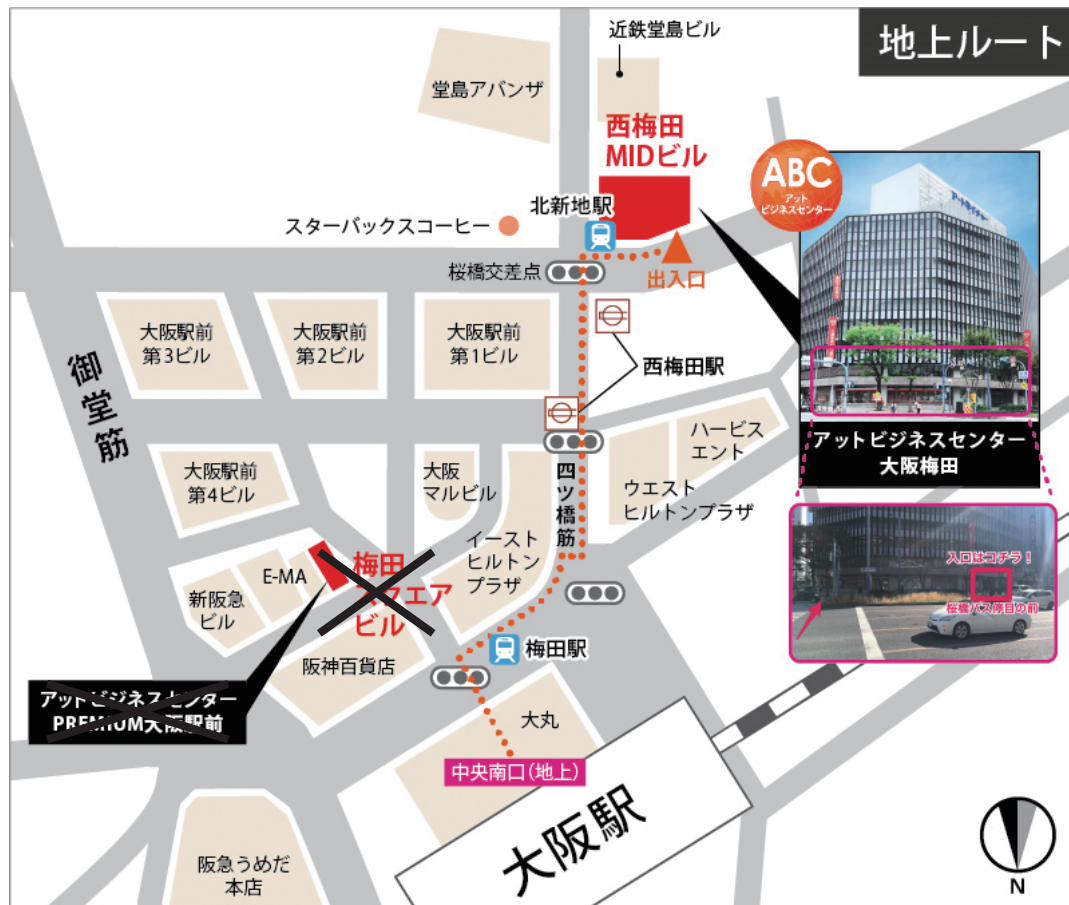 地上ルート
近鉄堂島ビル
堂島アバンザ
西梅田
MIDビル
ABC
アット
ビジネスセンター
北新地駅
スターバックスコーヒー
桜橋交差点
出入口
大阪駅前
第3ビル
大阪駅前
第2ビル
大阪駅前
第1ビル
西梅田駅
御堂筋
アットビジネスセンター
大阪梅田
ハービス
エント
大阪駅前
第4ビル
大阪
マルビル
四ツ橋筋
ウエスト
ヒルトンプラザ
イースト
ヒルトン
プラザ
入口はコチラ！
桜橋バス停目の前
E-MA
梅田
スクエア
ビル
新阪急
ビル
梅田駅
阪神百貨店
アットビジネスセンター
PREMIUM大阪駅前
大丸
中央南口(地上)
大阪駅
阪急うめだ
本店
N